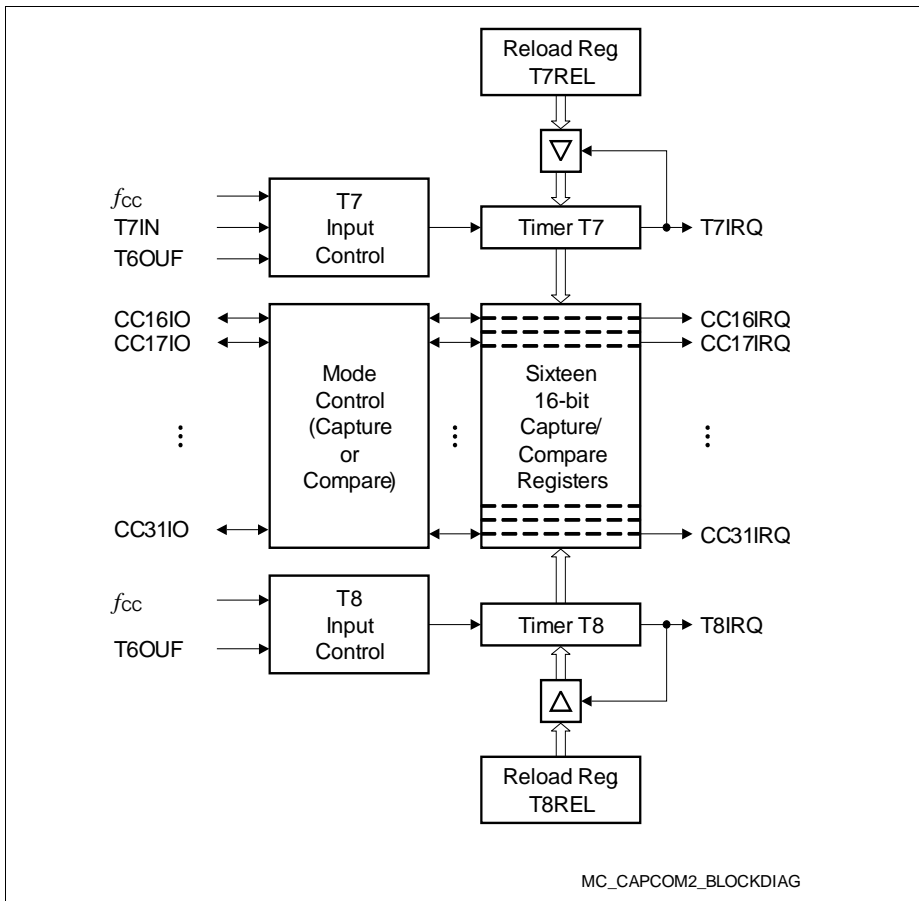 Reload Reg.
T7REL
fCC
T7IN
T6OUF
T7
Input
Control
Timer T7
T7IRQ
CC16IO
CC17IO
CC31IO
Mode
Control
(Capture
or
Compare)
Sixteen
16-bit
Capture/
Compare
Registers
CC16IRQ
CC17IRQ
CC31IRQ
fCC
T6OUF
T8
Input
Control
Timer T8
T8IRQ
Reload Reg.
T8REL
MC_CAPCOM2_BLOCKDIAG